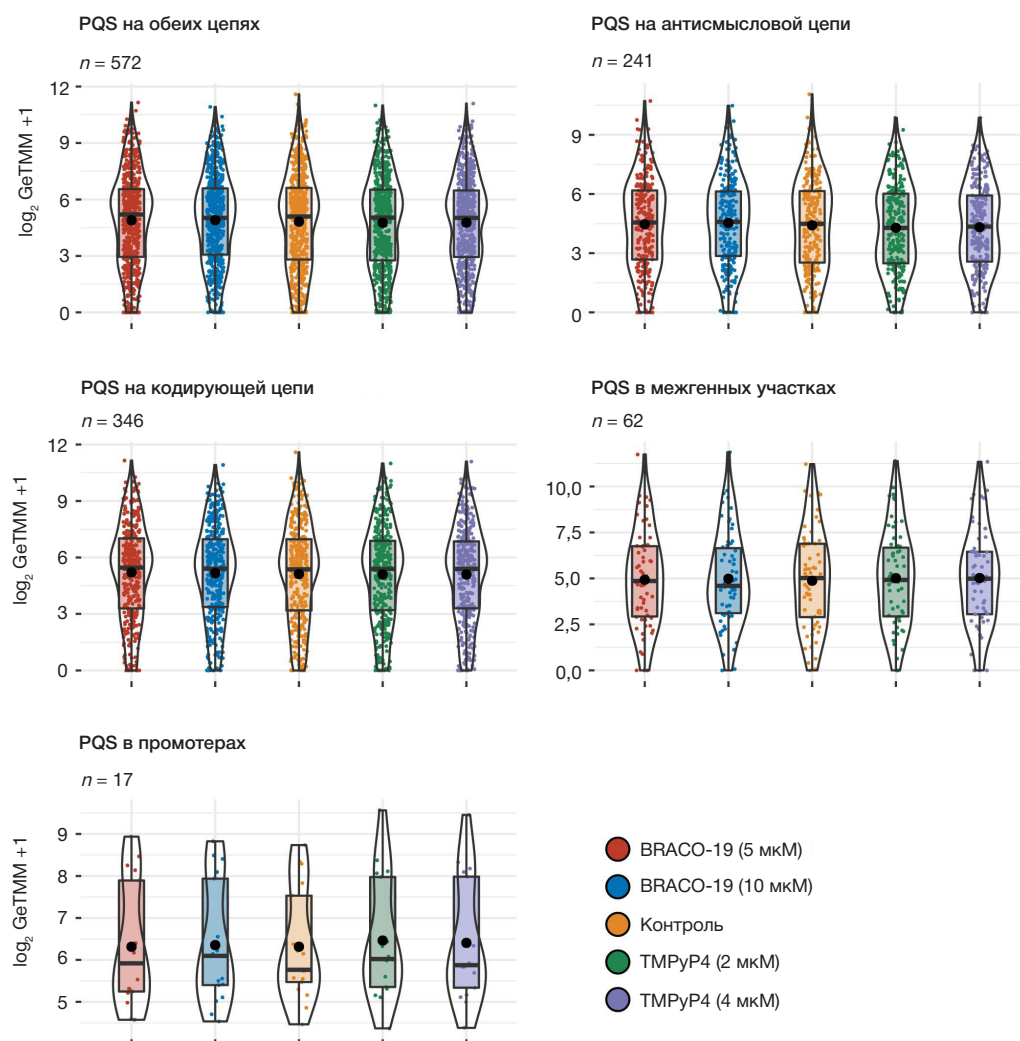 PQS на обеих цепях
n = 572
log₂ GeTMM +1
12
9
6
3
0
PQS на антисмысловой цепи
n = 241
9
6
3
0
PQS на кодирующей цепи
n = 346
log₂ GeTMM +1
12
9
6
3
0
PQS в межгенных участках
n = 62
10,0
7,5
5,0
2,5
0,0
PQS в промотерах
n = 17
log₂ GeTMM +1
9
8
7
6
5
BRACO-19 (5 мкМ)
BRACO-19 (10 мкМ)
Контроль
TMPyP4 (2 мкМ)
TMPyP4 (4 мкМ)